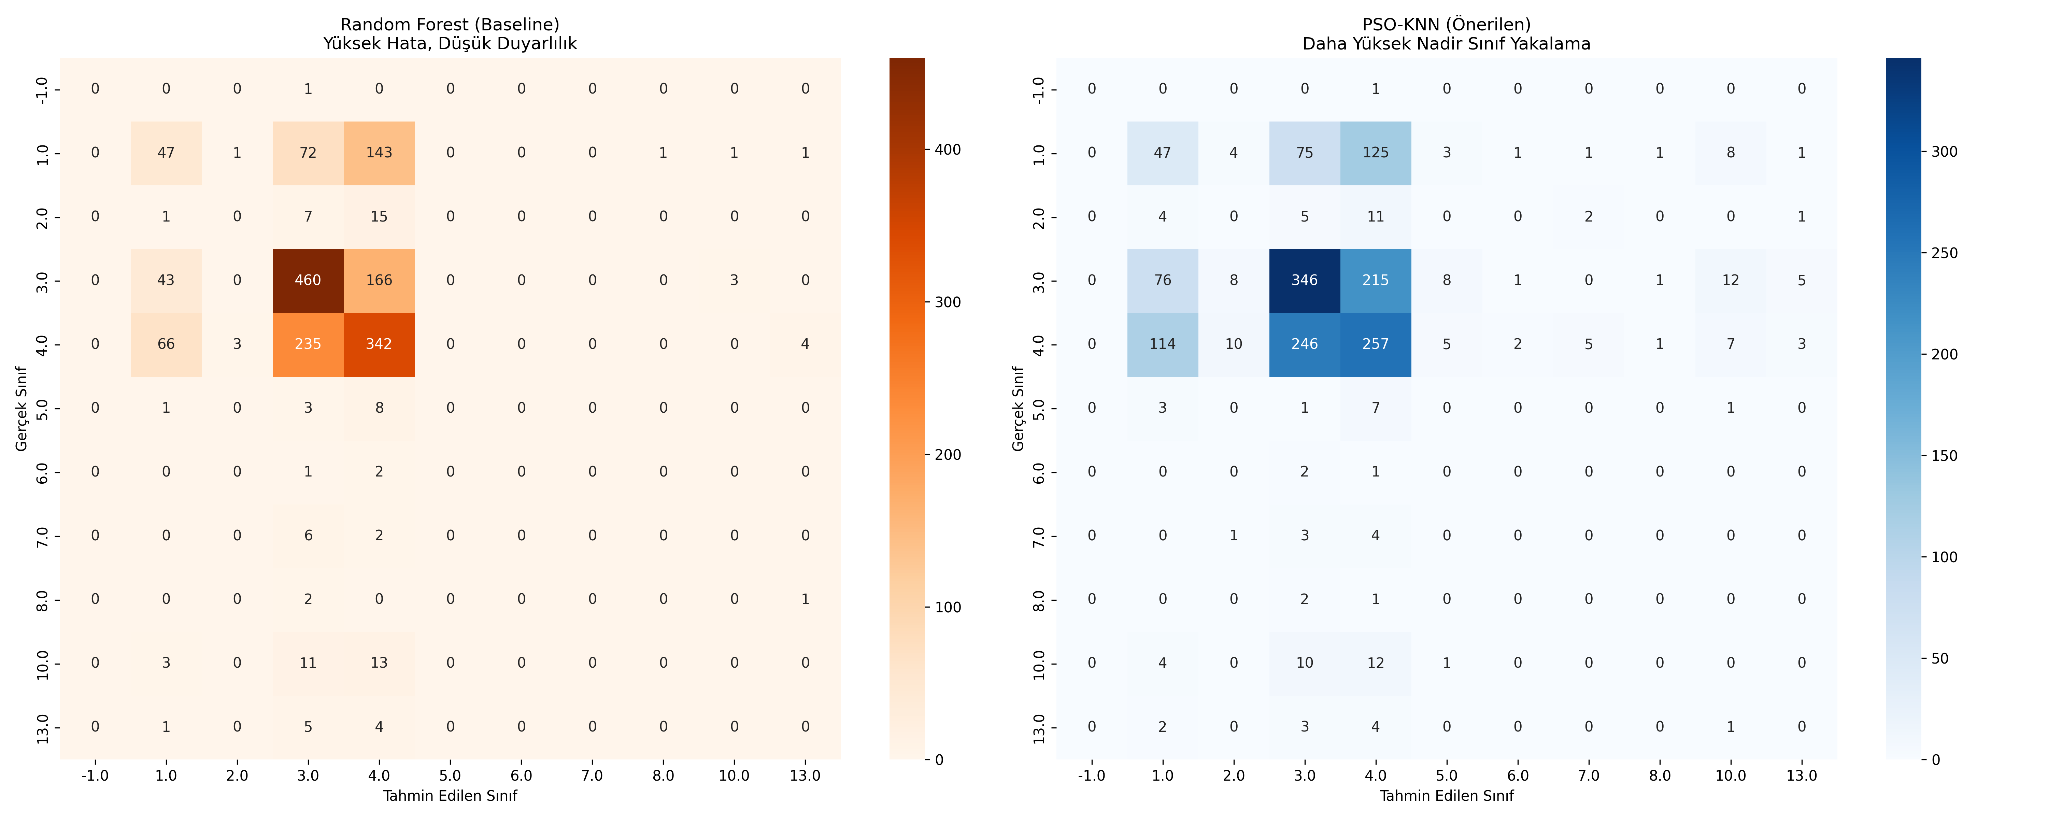 Random Forest (Baseline)
Yüksek Hata, Düşük Duyarlılık
Gerçek Sınıf
-1.0 0 0 0 1 0 0 0 0 0 0 0
1.0 0 47 1 72 143 0 0 0 1 1 1
2.0 0 1 0 7 15 0 0 0 0 0 0
3.0 0 43 0 460 166 0 0 0 0 3 0
4.0 0 66 3 235 342 0 0 0 0 0 4
5.0 0 1 0 3 8 0 0 0 0 0 0
6.0 0 0 0 1 2 0 0 0 0 0 0
7.0 0 0 0 6 2 0 0 0 0 0 0
8.0 0 0 0 2 0 0 0 0 0 0 1
10.0 0 3 0 11 13 0 0 0 0 0 0
13.0 0 1 0 5 4 0 0 0 0 0 0
-1.0 1.0 2.0 3.0 4.0 5.0 6.0 7.0 8.0 10.0 13.0
Tahmin Edilen Sınıf
400
300
200
100
0
PSO-KNN (Önerilen)
Daha Yüksek Nadir Sınıf Yakalama
Gerçek Sınıf
-1.0 0 0 0 0 1 0 0 0 0 0 0
1.0 0 47 4 75 125 3 1 1 1 8 1
2.0 0 4 0 5 11 0 0 2 0 0 1
3.0 0 76 8 346 215 8 1 0 1 12 5
4.0 0 114 10 246 257 5 2 5 1 7 3
5.0 0 3 0 1 7 0 0 0 0 1 0
6.0 0 0 0 2 1 0 0 0 0 0 0
7.0 0 0 1 3 4 0 0 0 0 0 0
8.0 0 0 0 2 1 0 0 0 0 0 0
10.0 0 4 0 10 12 1 0 0 0 0 0
13.0 0 2 0 3 4 0 0 0 0 1 0
-1.0 1.0 2.0 3.0 4.0 5.0 6.0 7.0 8.0 10.0 13.0
Tahmin Edilen Sınıf
300
250
200
150
100
50
0